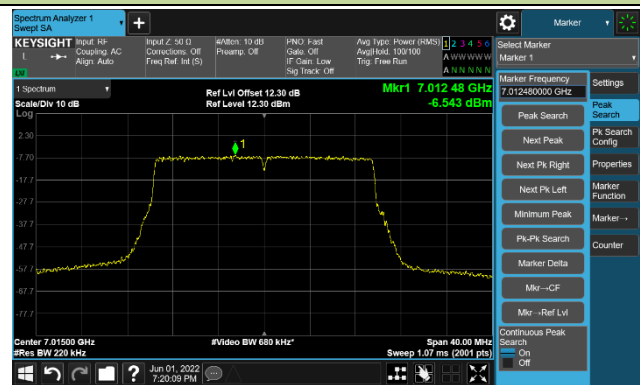 Spectrum Analyzer 1
Swept SA
Marker
KEYSIGHT
L
Input: RF
Coupling: AC
Align: Auto
Input Z: 50 Ω
Corrections: Off
Freq Ref: Int (S)
#Atten: 10 dB
Preamp: Off
PNO: Fast
Gate: Off
IF Gain: Low
Sig Track: Off
Avg Type: Power (RMS)
Avg|Hold: 100/100
Trig: Free Run
1 2 3 4 5 6
A W W W W W
A N N N N N
Select Marker
Marker 1
1 Spectrum
Scale/Div 10 dB
Log
Ref Lvl Offset 12.30 dB
Ref Level 12.30 dBm
Mkr1 7.012 48 GHz
-6.543 dBm
1
2.30
-7.70
-17.7
-27.7
-37.7
-47.7
-57.7
-67.7
-77.7
Center 7.01500 GHz
#Res BW 220 kHz
#Video BW 680 kHz*
Span 40.00 MHz
Sweep 1.07 ms (2001 pts)
Marker Frequency
7.012480000 GHz
Peak Search
Next Peak
Next Pk Right
Next Pk Left
Minimum Peak
Pk-Pk Search
Marker Delta
Mkr→CF
Mkr→Ref Lvl
Continuous Peak
Search
On
Off
Settings
Peak
Search
Pk Search
Config
Properties
Marker
Function
Marker→
Counter
Jun 01, 2022
7:20:09 PM